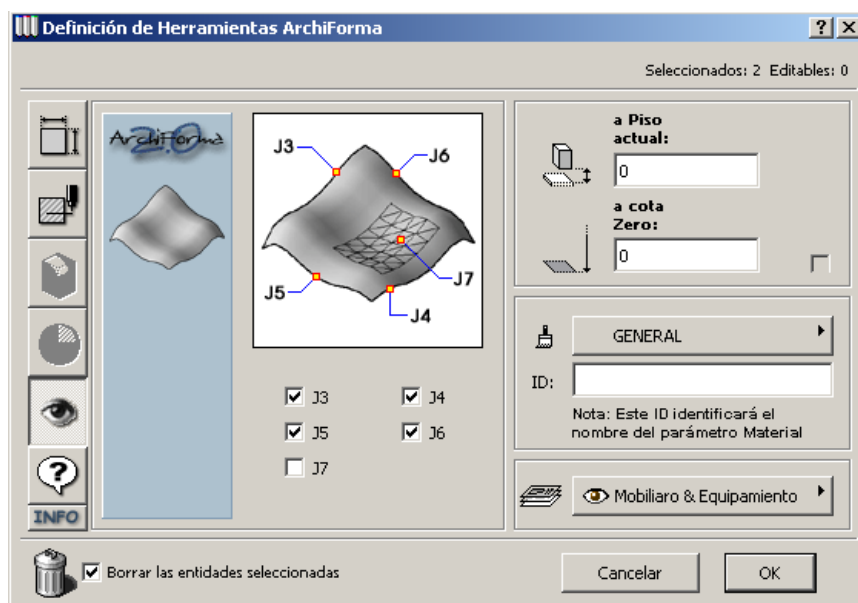 Definición de Herramientas ArchiForma
Seleccionados: 2 Editables: 0
ArchiForma
2.0
J3
J6
J7
J5
J4
J3
J4
J5
J6
J7
INFO
a Piso
actual:
0
a cota
Zero:
0
GENERAL
ID:
Nota: Este ID identificará el
nombre del parámetro Material
Mobiliaro & Equipamiento
Borrar las entidades seleccionadas
Cancelar
OK